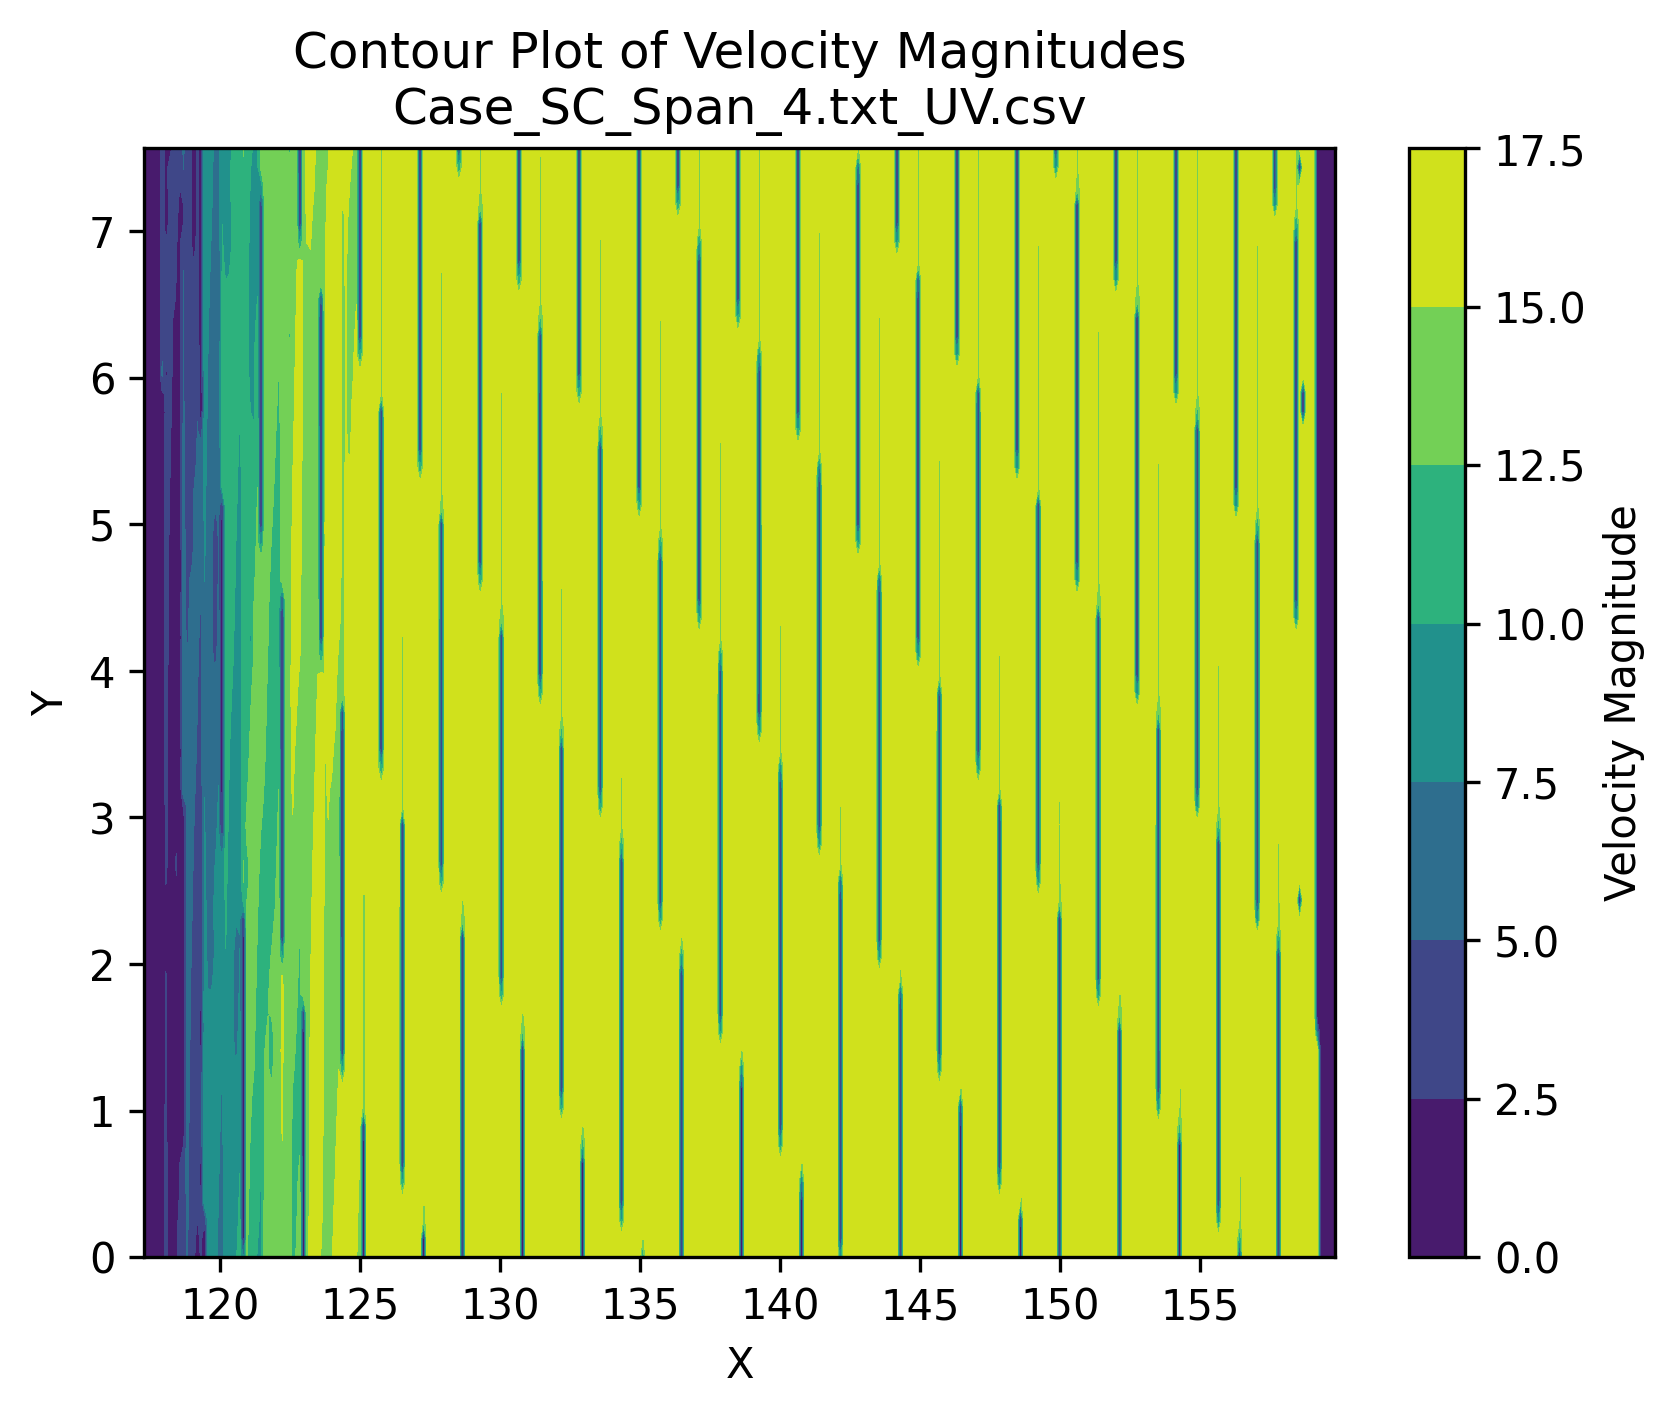 Contour Plot of Velocity Magnitudes
Case_SC_Span_4.txt_UV.csv
7
6
5
4
3
2
1
0
Y
120 125 130 135 140 145 150 155
X
17.5
15.0
12.5
10.0
7.5
5.0
2.5
0.0
Velocity Magnitude